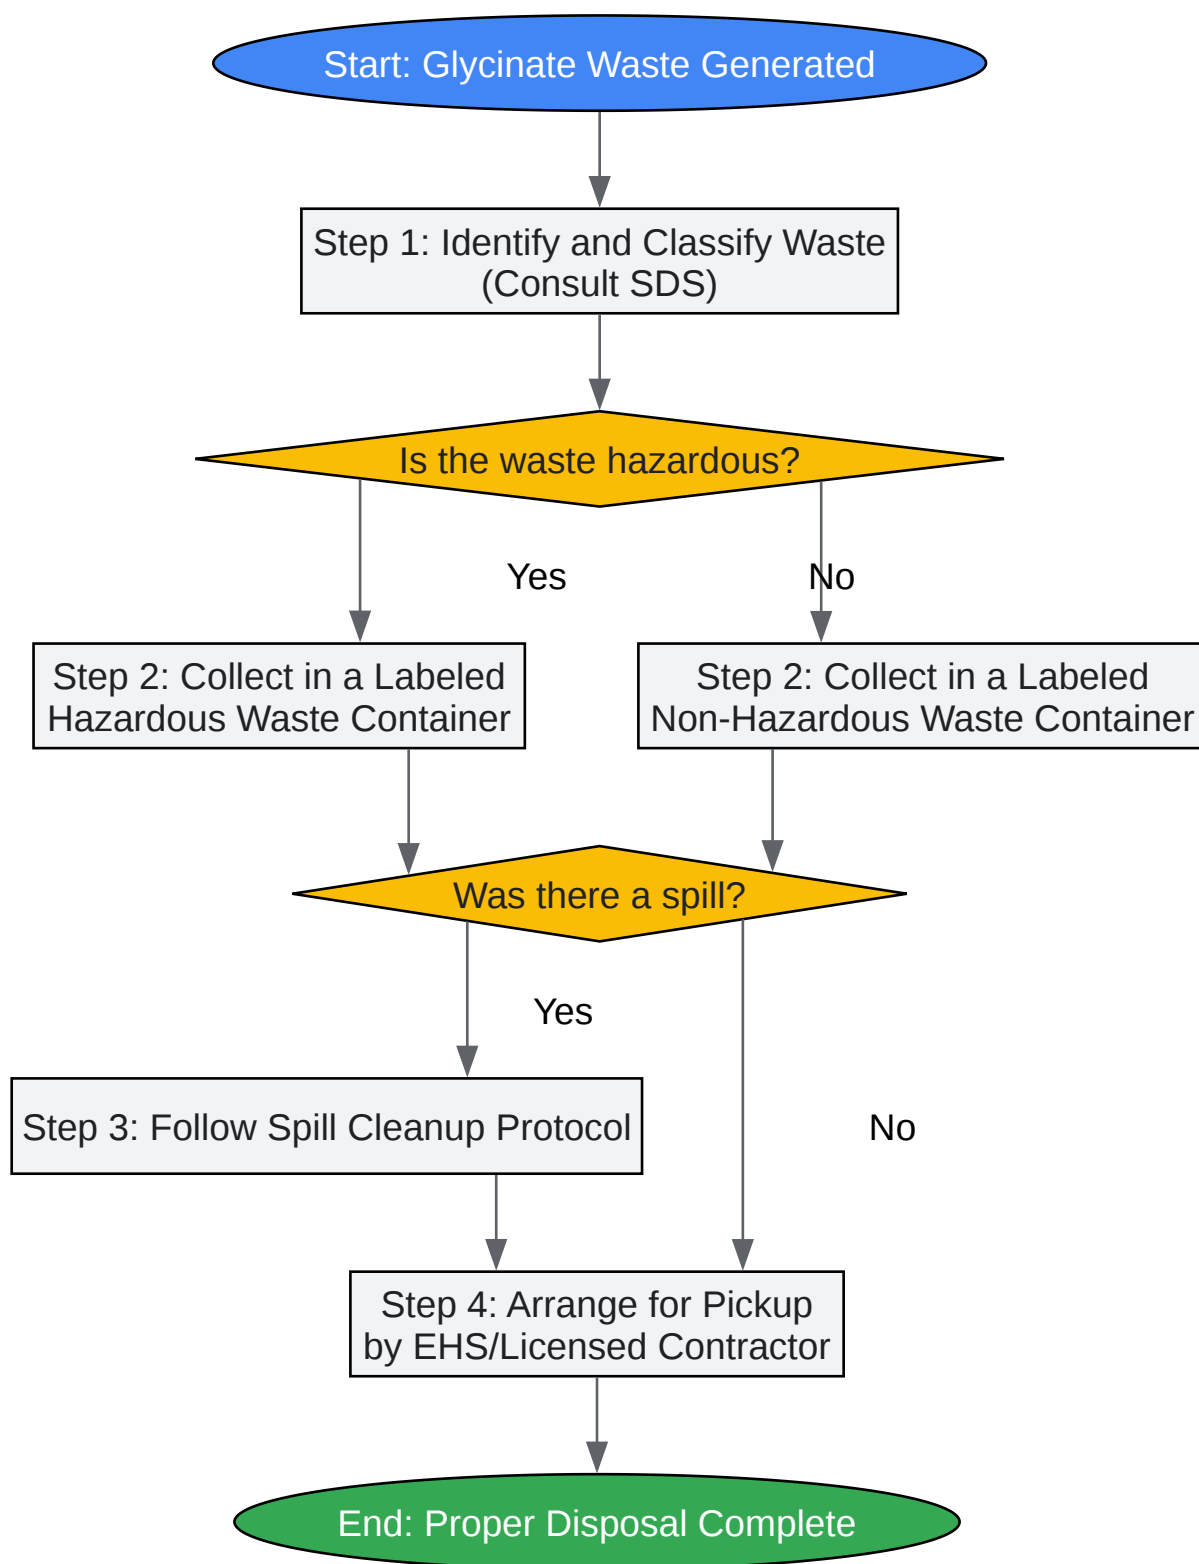 Start: Glycinate Waste Generated
Step 1: Identify and Classify Waste
(Consult SDS)
Is the waste hazardous?
Yes
No
Step 2: Collect in a Labeled
Hazardous Waste Container
Step 2: Collect in a Labeled
Non-Hazardous Waste Container
Was there a spill?
Yes
Step 3: Follow Spill Cleanup Protocol
No
Step 4: Arrange for Pickup
by EHS/Licensed Contractor
End: Proper Disposal Complete